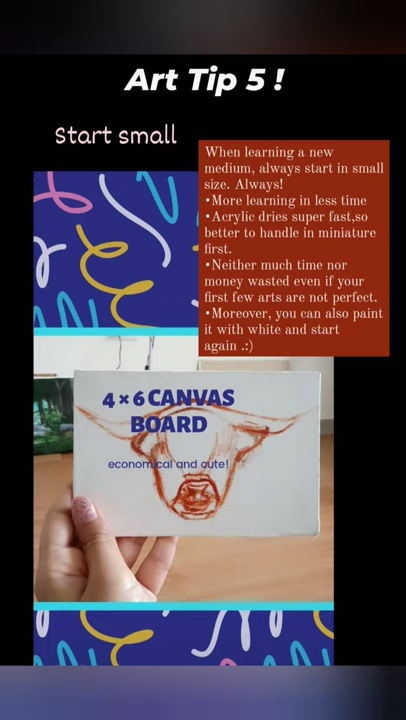 Art Tip 5 !
Start small
When learning a new
medium, always start in small
size. Always!
•More learning in less time
•Acrylic dries super fast,so
better to handle in miniature
first.
•Neither much time nor
money wasted even if your
first few arts are not perfect.
•Moreover, you can also paint
it with white and start
again .:)
4 × 6 CANVAS
BOARD
economical and cute!